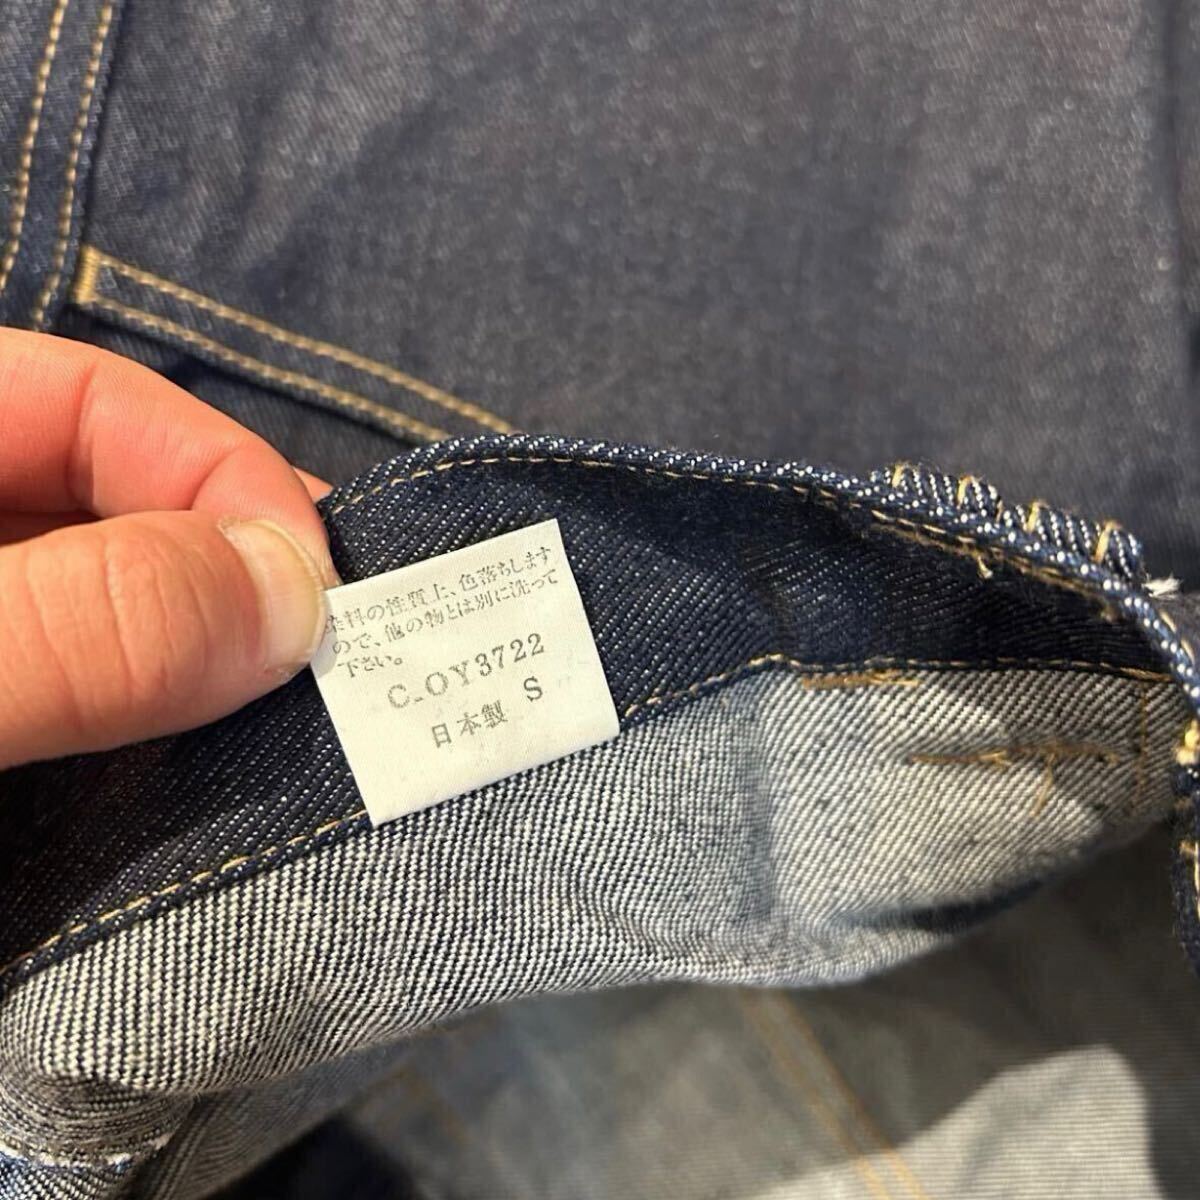 染料の性質上、色落ちします
ので、他の物とは別に洗って
下さい。
C-OY3722
日本製 S